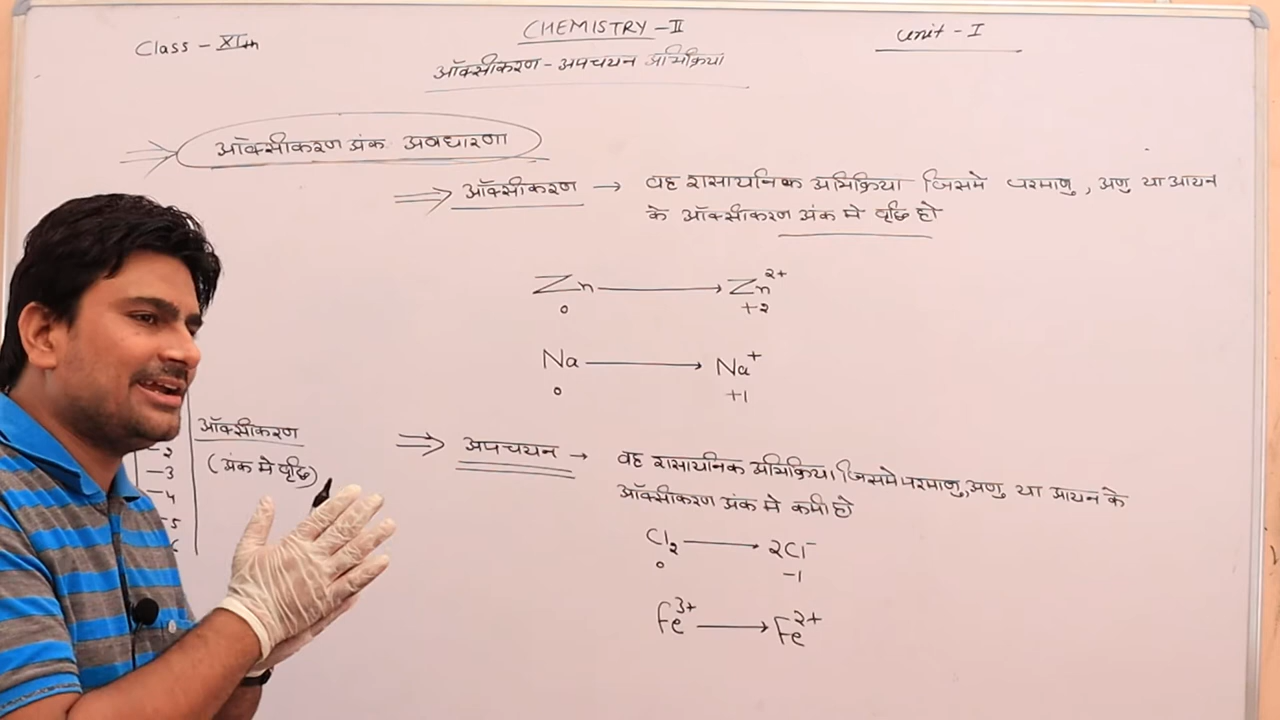 Class - XIth
CHEMISTRY-II
Unit - I
ऑक्सीकरण - अपचयन अभिक्रिया
ऑक्सीकरण अंक अवधारणा
⇒ ऑक्सीकरण → वह रासायनिक अभिक्रिया जिसमे परमाणु, अणु या आयन
के ऑक्सीकरण अंक मे वृद्धि हो
Zn ⟶ Zn²⁺
0 +2
Na ⟶ Na⁺
0 +1
ऑक्सीकरण
(अंक मे वृद्धि)
-2
-3
-4
-5
⇒ अपचयन → वह रासायनिक अभिक्रिया जिसमे परमाणु, अणु या आयन के
ऑक्सीकरण अंक मे कमी हो
Cl₂ ⟶ 2Cl⁻
0 -1
Fe³⁺ ⟶ Fe²⁺